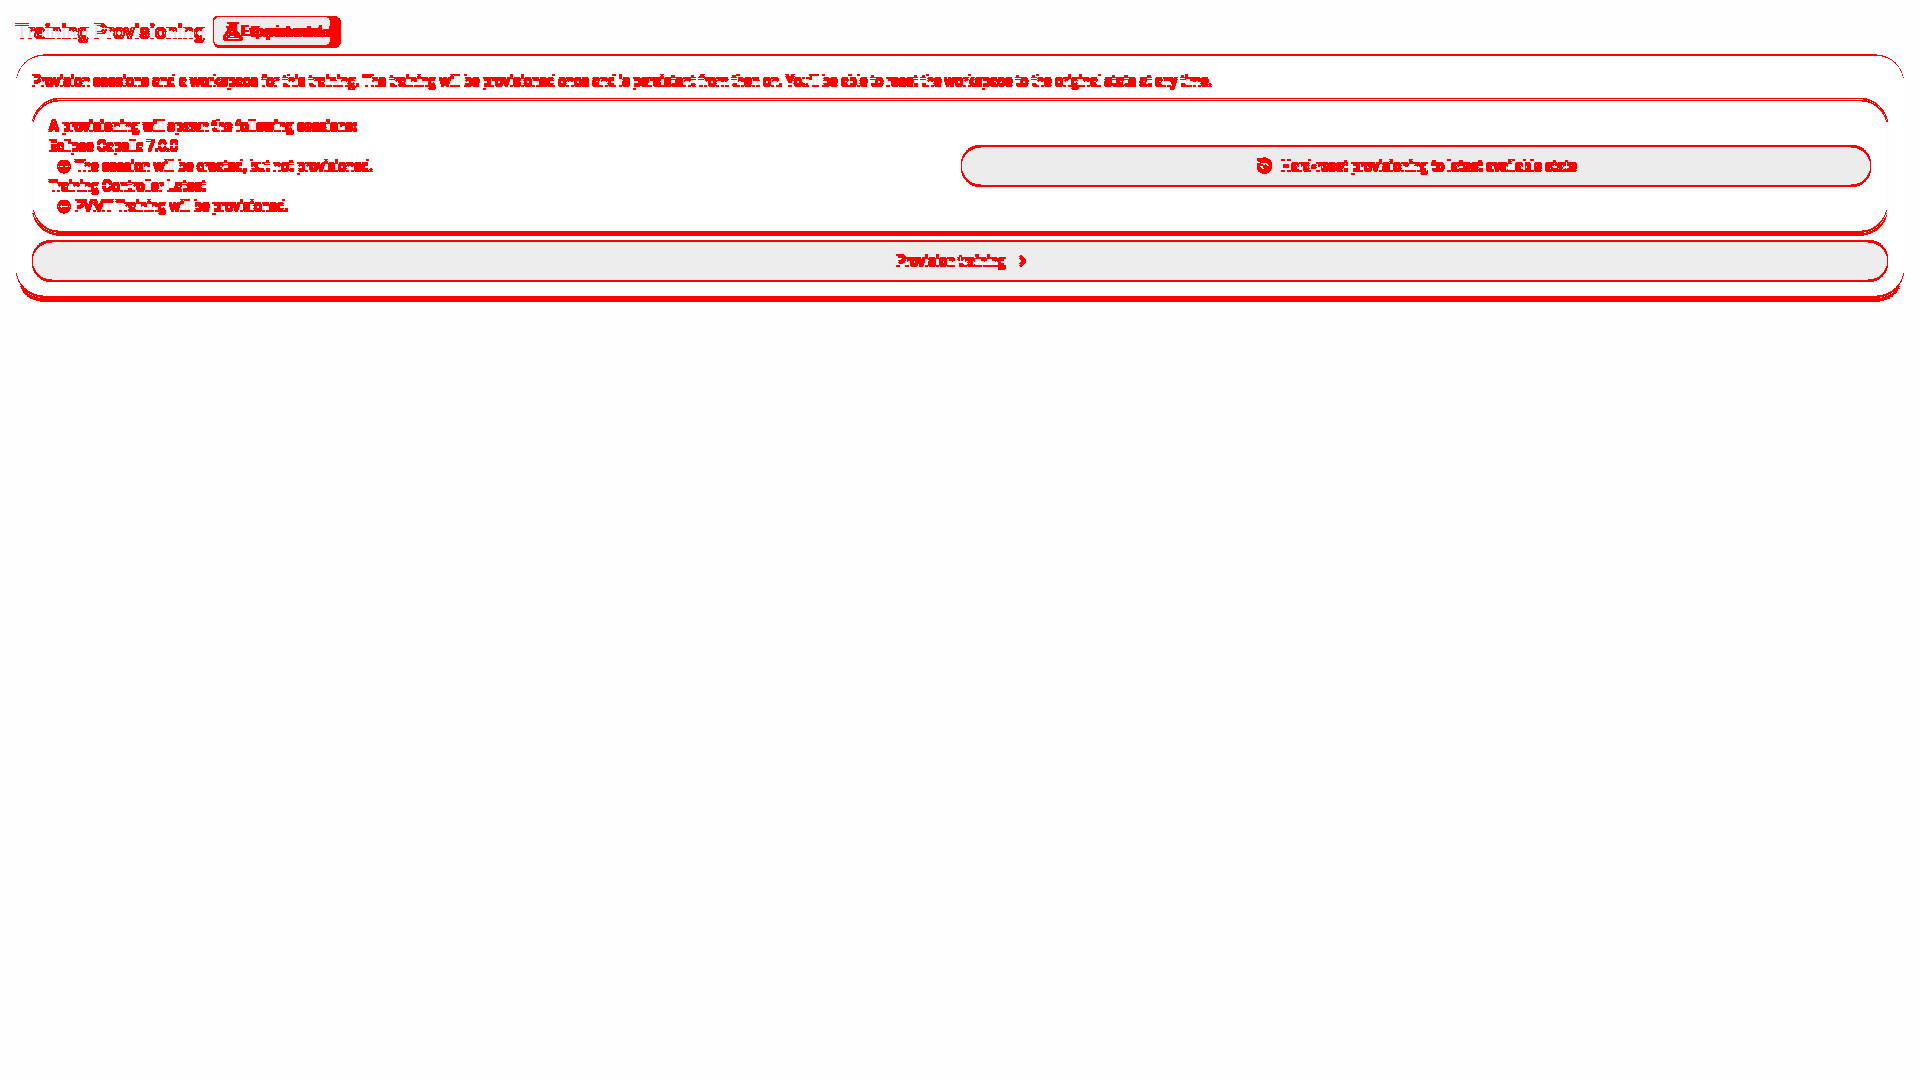 Training Provisioning Experimental
Provision sessions and a workspace for this training. The training will be provisioned once and is persistent from then on. You'll be able to reset the workspace to the original state at any time.
A provisioning will spawn the following sessions:
Eclipse Capella 7.0.0
The session will be created, but not provisioned.
Hard-reset provisioning to latest available state
Training Controller Latest
PVMT Training will be provisioned.
Provision training